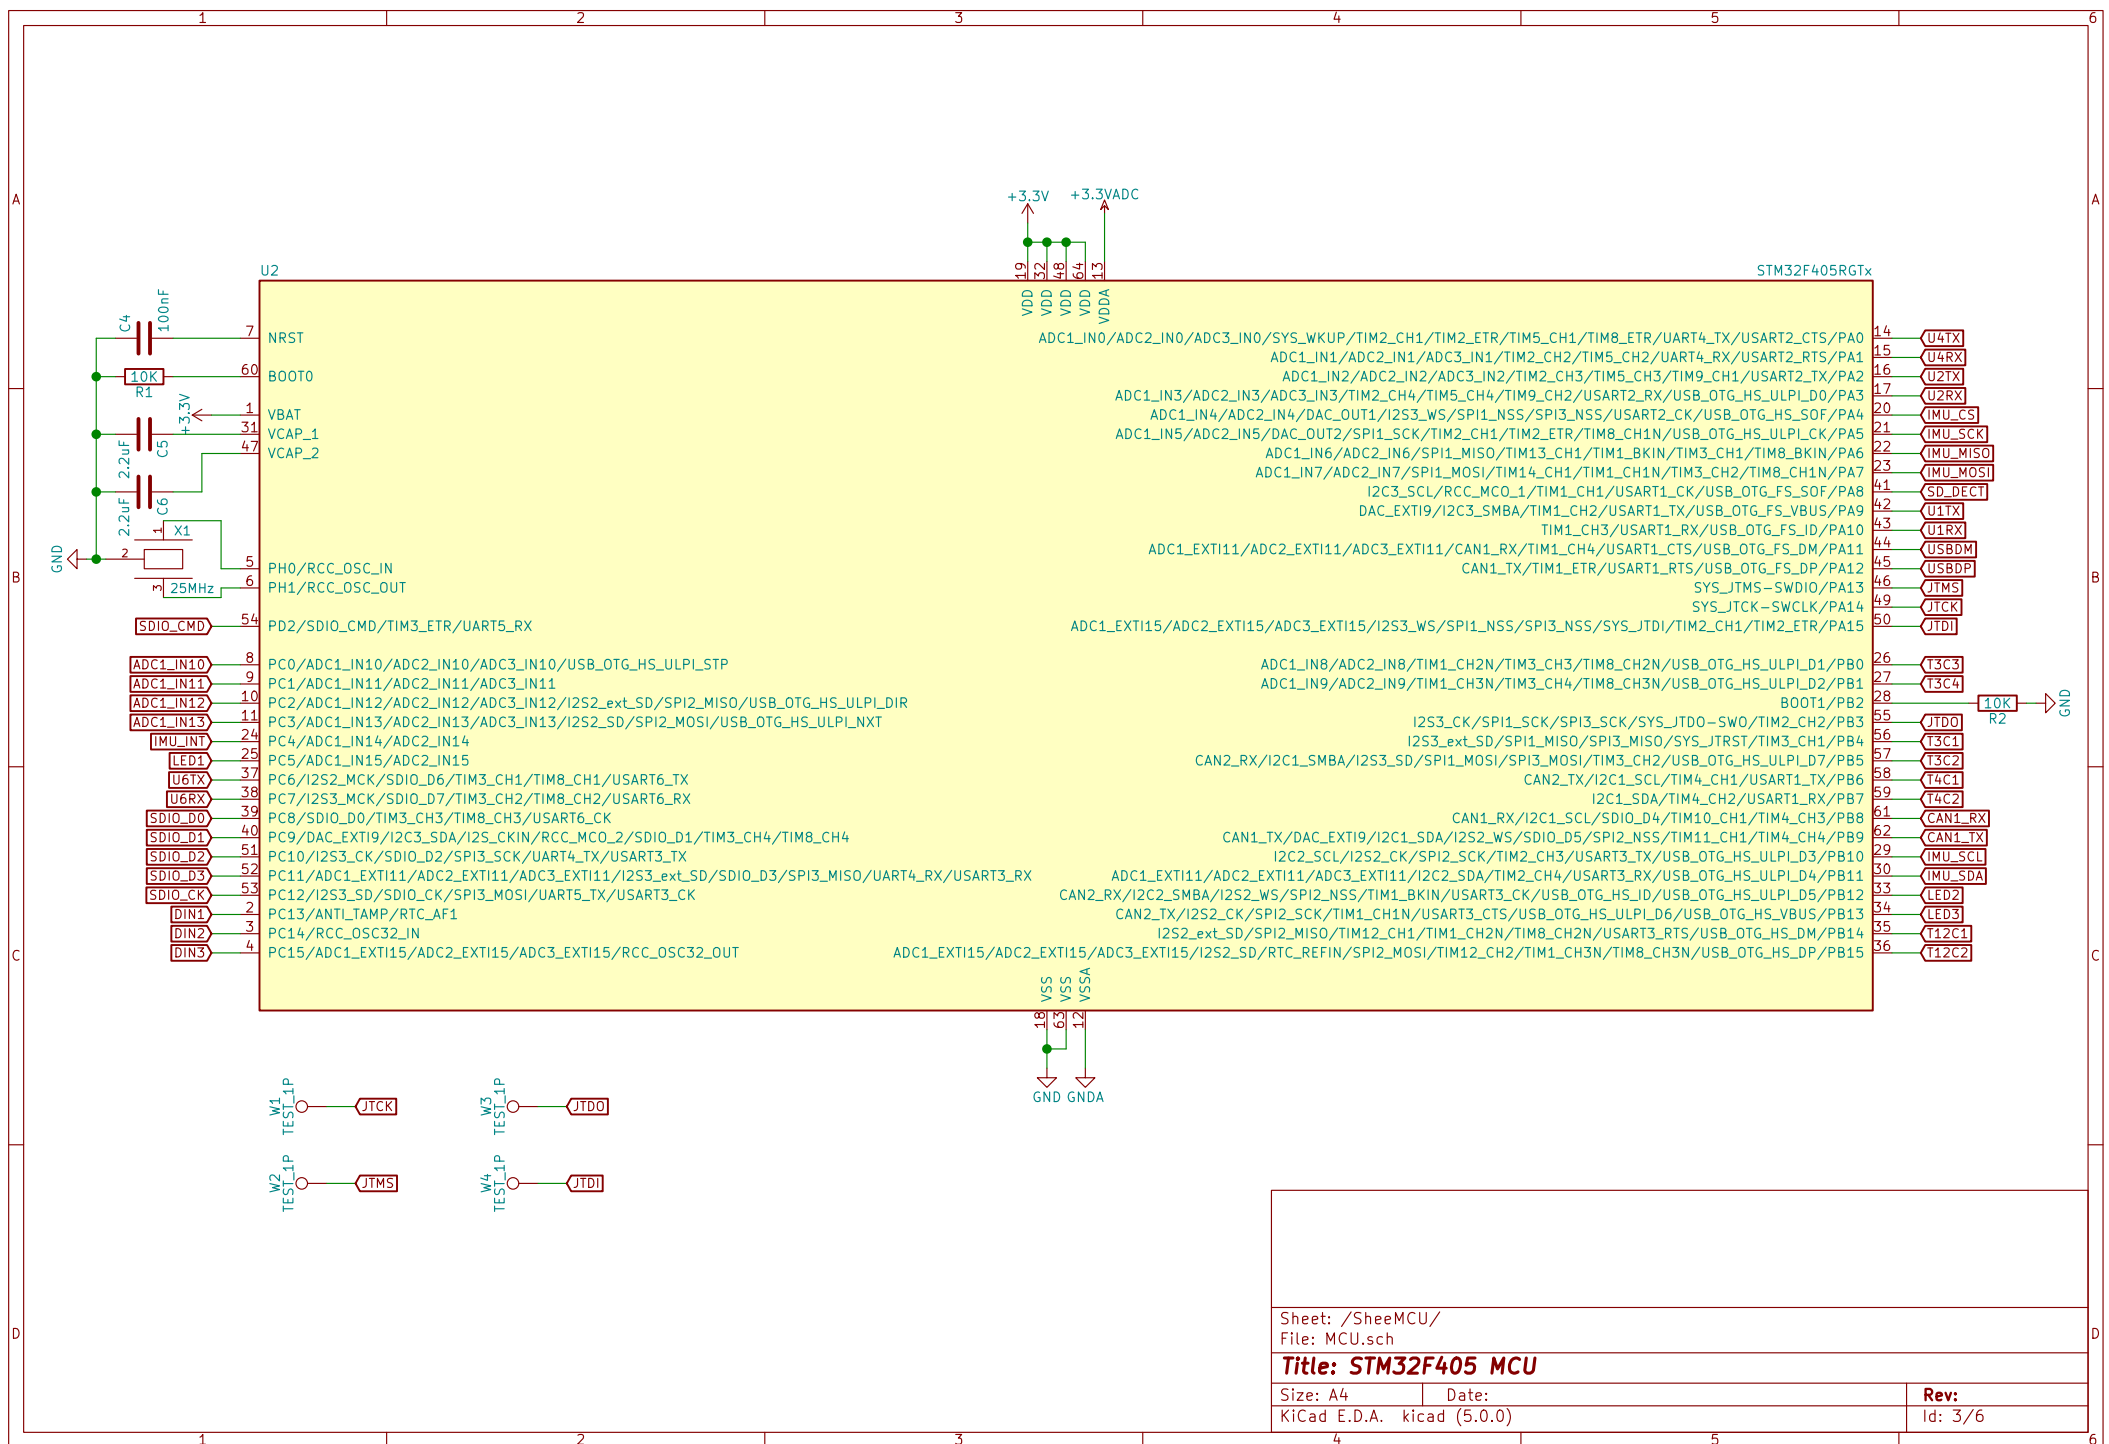 1 2 3 4 5 6
A A
B B
C C
D D
+3.3V
+3.3VADC
U2
STM32F405RGTx
19 32 48 64 13
VDD VDD VDD VDD VDDA
C4 100nF
7 NRST
10K
R1
60 BOOT0
+3.3V
1 VBAT
31 VCAP_1
47 VCAP_2
2.2uF C5
2.2uF C6
GND
1 X1
2
3 25MHz
5 PH0/RCC_OSC_IN
6 PH1/RCC_OSC_OUT
SDIO_CMD 54 PD2/SDIO_CMD/TIM3_ETR/UART5_RX
ADC1_IN10 8 PC0/ADC1_IN10/ADC2_IN10/ADC3_IN10/USB_OTG_HS_ULPI_STP
ADC1_IN11 9 PC1/ADC1_IN11/ADC2_IN11/ADC3_IN11
ADC1_IN12 10 PC2/ADC1_IN12/ADC2_IN12/ADC3_IN12/I2S2_ext_SD/SPI2_MISO/USB_OTG_HS_ULPI_DIR
ADC1_IN13 11 PC3/ADC1_IN13/ADC2_IN13/ADC3_IN13/I2S2_SD/SPI2_MOSI/USB_OTG_HS_ULPI_NXT
IMU_INT 24 PC4/ADC1_IN14/ADC2_IN14
LED1 25 PC5/ADC1_IN15/ADC2_IN15
U6TX 37 PC6/I2S2_MCK/SDIO_D6/TIM3_CH1/TIM8_CH1/USART6_TX
U6RX 38 PC7/I2S3_MCK/SDIO_D7/TIM3_CH2/TIM8_CH2/USART6_RX
SDIO_D0 39 PC8/SDIO_D0/TIM3_CH3/TIM8_CH3/USART6_CK
SDIO_D1 40 PC9/DAC_EXTI9/I2C3_SDA/I2S_CKIN/RCC_MCO_2/SDIO_D1/TIM3_CH4/TIM8_CH4
SDIO_D2 51 PC10/I2S3_CK/SDIO_D2/SPI3_SCK/UART4_TX/USART3_TX
SDIO_D3 52 PC11/ADC1_EXTI11/ADC2_EXTI11/ADC3_EXTI11/I2S3_ext_SD/SDIO_D3/SPI3_MISO/UART4_RX/USART3_RX
SDIO_CK 53 PC12/I2S3_SD/SDIO_CK/SPI3_MOSI/UART5_TX/USART3_CK
DIN1 2 PC13/ANTI_TAMP/RTC_AF1
DIN2 3 PC14/RCC_OSC32_IN
DIN3 4 PC15/ADC1_EXTI15/ADC2_EXTI15/ADC3_EXTI15/RCC_OSC32_OUT
ADC1_IN0/ADC2_IN0/ADC3_IN0/SYS_WKUP/TIM2_CH1/TIM2_ETR/TIM5_CH1/TIM8_ETR/UART4_TX/USART2_CTS/PA0 14 U4TX
ADC1_IN1/ADC2_IN1/ADC3_IN1/TIM2_CH2/TIM5_CH2/UART4_RX/USART2_RTS/PA1 15 U4RX
ADC1_IN2/ADC2_IN2/ADC3_IN2/TIM2_CH3/TIM5_CH3/TIM9_CH1/USART2_TX/PA2 16 U2TX
ADC1_IN3/ADC2_IN3/ADC3_IN3/TIM2_CH4/TIM5_CH4/TIM9_CH2/USART2_RX/USB_OTG_HS_ULPI_D0/PA3 17 U2RX
ADC1_IN4/ADC2_IN4/DAC_OUT1/I2S3_WS/SPI1_NSS/SPI3_NSS/USART2_CK/USB_OTG_HS_SOF/PA4 20 IMU_CS
ADC1_IN5/ADC2_IN5/DAC_OUT2/SPI1_SCK/TIM2_CH1/TIM2_ETR/TIM8_CH1N/USB_OTG_HS_ULPI_CK/PA5 21 IMU_SCK
ADC1_IN6/ADC2_IN6/SPI1_MISO/TIM13_CH1/TIM1_BKIN/TIM3_CH1/TIM8_BKIN/PA6 22 IMU_MISO
ADC1_IN7/ADC2_IN7/SPI1_MOSI/TIM14_CH1/TIM1_CH1N/TIM3_CH2/TIM8_CH1N/PA7 23 IMU_MOSI
I2C3_SCL/RCC_MCO_1/TIM1_CH1/USART1_CK/USB_OTG_FS_SOF/PA8 41 SD_DECT
DAC_EXTI9/I2C3_SMBA/TIM1_CH2/USART1_TX/USB_OTG_FS_VBUS/PA9 42 U1TX
TIM1_CH3/USART1_RX/USB_OTG_FS_ID/PA10 43 U1RX
ADC1_EXTI11/ADC2_EXTI11/ADC3_EXTI11/CAN1_RX/TIM1_CH4/USART1_CTS/USB_OTG_FS_DM/PA11 44 USBDM
CAN1_TX/TIM1_ETR/USART1_RTS/USB_OTG_FS_DP/PA12 45 USBDP
SYS_JTMS-SWDIO/PA13 46 JTMS
SYS_JTCK-SWCLK/PA14 49 JTCK
ADC1_EXTI15/ADC2_EXTI15/ADC3_EXTI15/I2S3_WS/SPI1_NSS/SPI3_NSS/SYS_JTDI/TIM2_CH1/TIM2_ETR/PA15 50 JTDI
ADC1_IN8/ADC2_IN8/TIM1_CH2N/TIM3_CH3/TIM8_CH2N/USB_OTG_HS_ULPI_D1/PB0 26 T3C3
ADC1_IN9/ADC2_IN9/TIM1_CH3N/TIM3_CH4/TIM8_CH3N/USB_OTG_HS_ULPI_D2/PB1 27 T3C4
BOOT1/PB2 28 10K R2 GND
I2S3_CK/SPI1_SCK/SPI3_SCK/SYS_JTDO-SWO/TIM2_CH2/PB3 55 JTDO
I2S3_ext_SD/SPI1_MISO/SPI3_MISO/SYS_JTRST/TIM3_CH1/PB4 56 T3C1
CAN2_RX/I2C1_SMBA/I2S3_SD/SPI1_MOSI/SPI3_MOSI/TIM3_CH2/USB_OTG_HS_ULPI_D7/PB5 57 T3C2
CAN2_TX/I2C1_SCL/TIM4_CH1/USART1_TX/PB6 58 T4C1
I2C1_SDA/TIM4_CH2/USART1_RX/PB7 59 T4C2
CAN1_RX/I2C1_SCL/SDIO_D4/TIM10_CH1/TIM4_CH3/PB8 61 CAN1_RX
CAN1_TX/DAC_EXTI9/I2C1_SDA/I2S2_WS/SDIO_D5/SPI2_NSS/TIM11_CH1/TIM4_CH4/PB9 62 CAN1_TX
I2C2_SCL/I2S2_CK/SPI2_SCK/TIM2_CH3/USART3_TX/USB_OTG_HS_ULPI_D3/PB10 29 IMU_SCL
ADC1_EXTI11/ADC2_EXTI11/ADC3_EXTI11/I2C2_SDA/TIM2_CH4/USART3_RX/USB_OTG_HS_ULPI_D4/PB11 30 IMU_SDA
CAN2_RX/I2C2_SMBA/I2S2_WS/SPI2_NSS/TIM1_BKIN/USART3_CK/USB_OTG_HS_ID/USB_OTG_HS_ULPI_D5/PB12 33 LED2
CAN2_TX/I2S2_CK/SPI2_SCK/TIM1_CH1N/USART3_CTS/USB_OTG_HS_ULPI_D6/USB_OTG_HS_VBUS/PB13 34 LED3
I2S2_ext_SD/SPI2_MISO/TIM12_CH1/TIM1_CH2N/TIM8_CH2N/USART3_RTS/USB_OTG_HS_DM/PB14 35 T12C1
ADC1_EXTI15/ADC2_EXTI15/ADC3_EXTI15/I2S2_SD/RTC_REFIN/SPI2_MOSI/TIM12_CH2/TIM1_CH3N/TIM8_CH3N/USB_OTG_HS_DP/PB15 36 T12C2
VSS VSS VSSA
18 63 12
GND GNDA
W1 TEST_1P JTCK
W3 TEST_1P JTDO
W2 TEST_1P JTMS
W4 TEST_1P JTDI
Sheet: /SheeMCU/
File: MCU.sch
Title: STM32F405 MCU
Size: A4 Date: Rev:
KiCad E.D.A. kicad (5.0.0) Id: 3/6
1 2 3 4 5 6